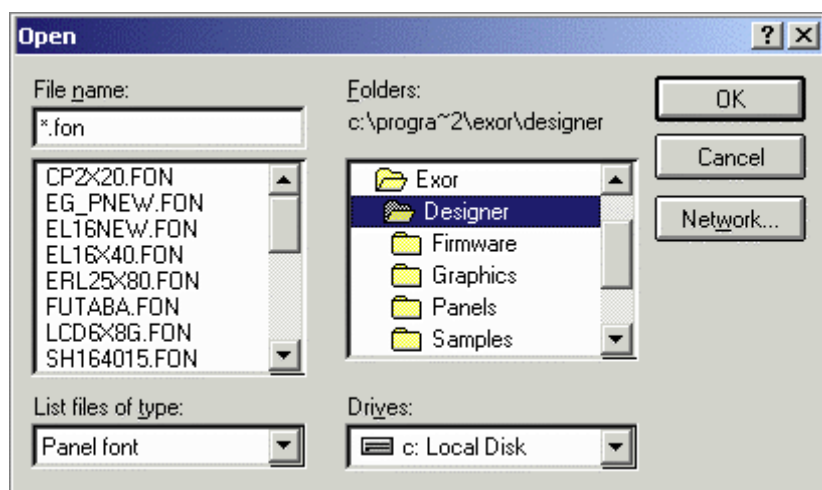 Open
File name:
*.fon
CP2X20.FON
EG_PNEW.FON
EL16NEW.FON
EL16X40.FON
ERL25X80.FON
FUTABA.FON
LCD6X8G.FON
SH164015.FON
List files of type:
Panel font
Folders:
c:\progra~2\exor\designer
Exor
Designer
Firmware
Graphics
Panels
Samples
Drives:
c: Local Disk
OK
Cancel
Network...